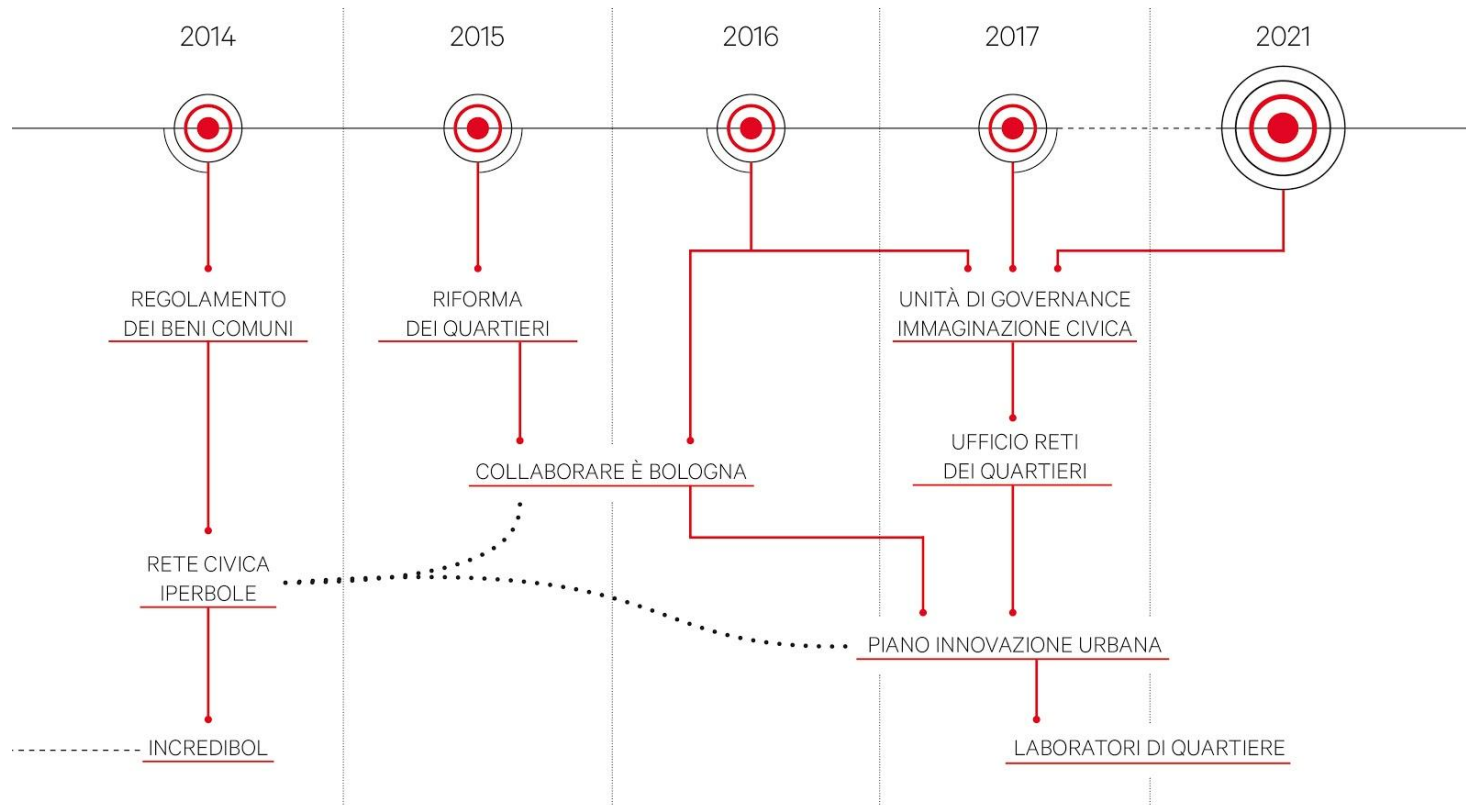 2014
2015
2016
2017
2021
REGOLAMENTO
DEI BENI COMUNI
RIFORMA
DEI QUARTIERI
UNITÀ DI GOVERNANCE
IMMAGINAZIONE CIVICA
COLLABORARE È BOLOGNA
UFFICIO RETI
DEI QUARTIERI
RETE CIVICA
IPERBOLE
PIANO INNOVAZIONE URBANA
INCREDIBOL
LABORATORI DI QUARTIERE